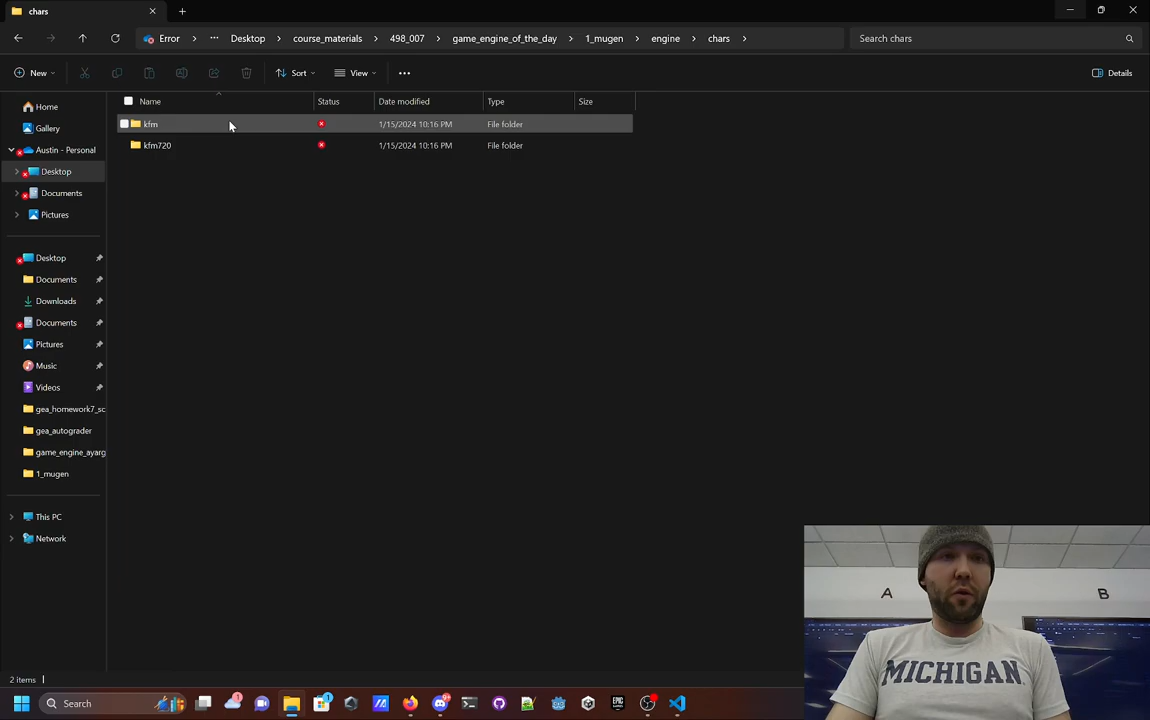 chars
Error
Desktop
course_materials
498_007
game_engine_of_the_day
1_mugen
engine
chars
Search chars
New
Sort
View
Details
Name
Status
Date modified
Type
Size
kfm
1/15/2024 10:16 PM
File folder
kfm720
1/15/2024 10:16 PM
File folder
Home
Gallery
Austin - Personal
Desktop
Documents
Pictures
Desktop
Documents
Downloads
Documents
Pictures
Music
Videos
gea_homework7_sc
gea_autograder
game_engine_ayarg
1_mugen
This PC
Network
A
B
MICHIGAN
2 items
Search